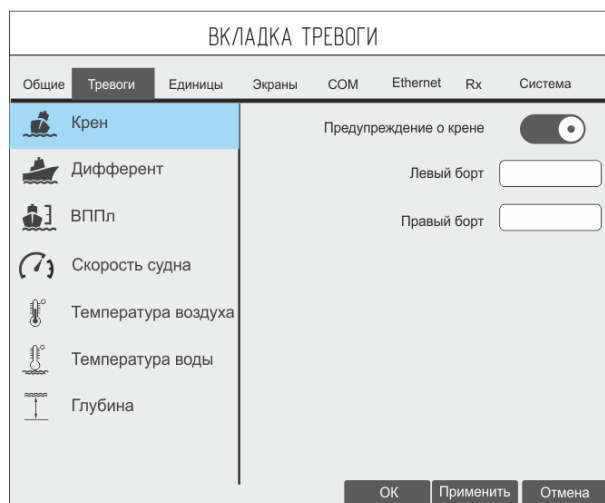 ВКЛАДКА ТРЕВОГИ
Общие Тревоги Единицы Экраны COM Ethernet Rx Система
Крен
Предупреждение о крене
Дифферент
Левый борт
ВППл
Правый борт
Скорость судна
Температура воздуха
Температура воды
Глубина
ОК Применить Отмена